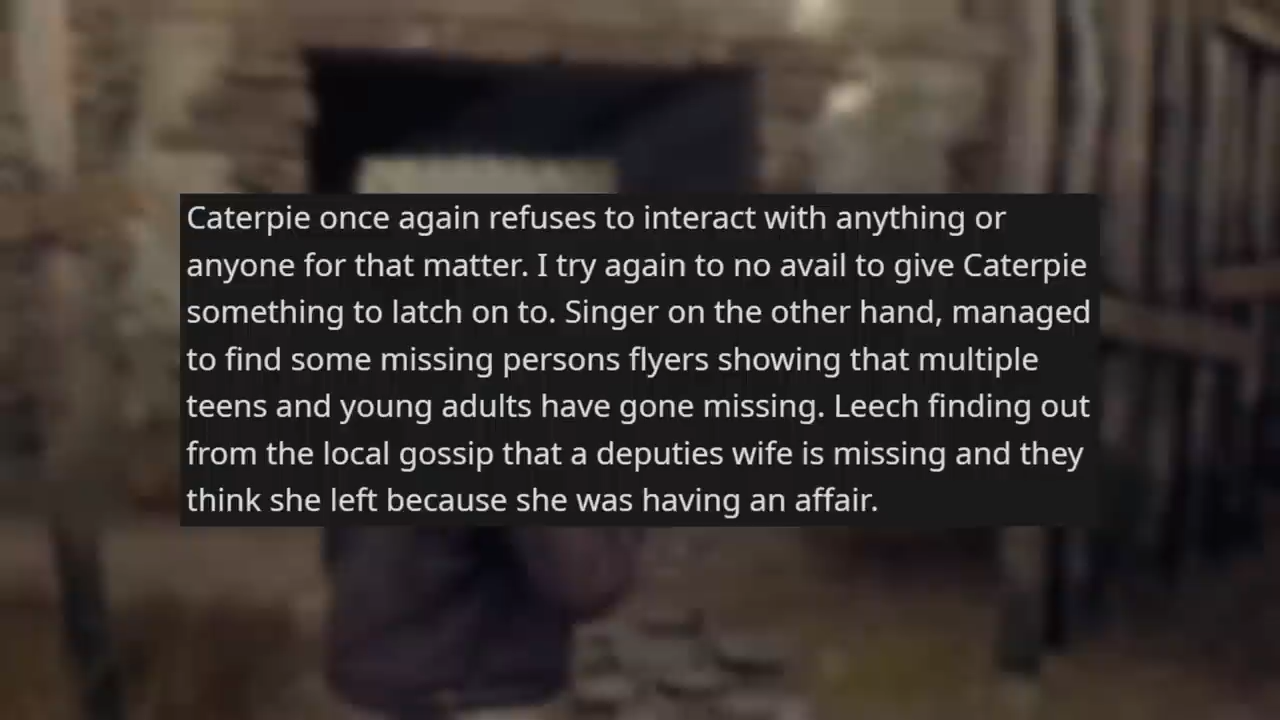 Caterpie once again refuses to interact with anything or
anyone for that matter. I try again to no avail to give Caterpie
something to latch on to. Singer on the other hand, managed
to find some missing persons flyers showing that multiple
teens and young adults have gone missing. Leech finding out
from the local gossip that a deputies wife is missing and they
think she left because she was having an affair.